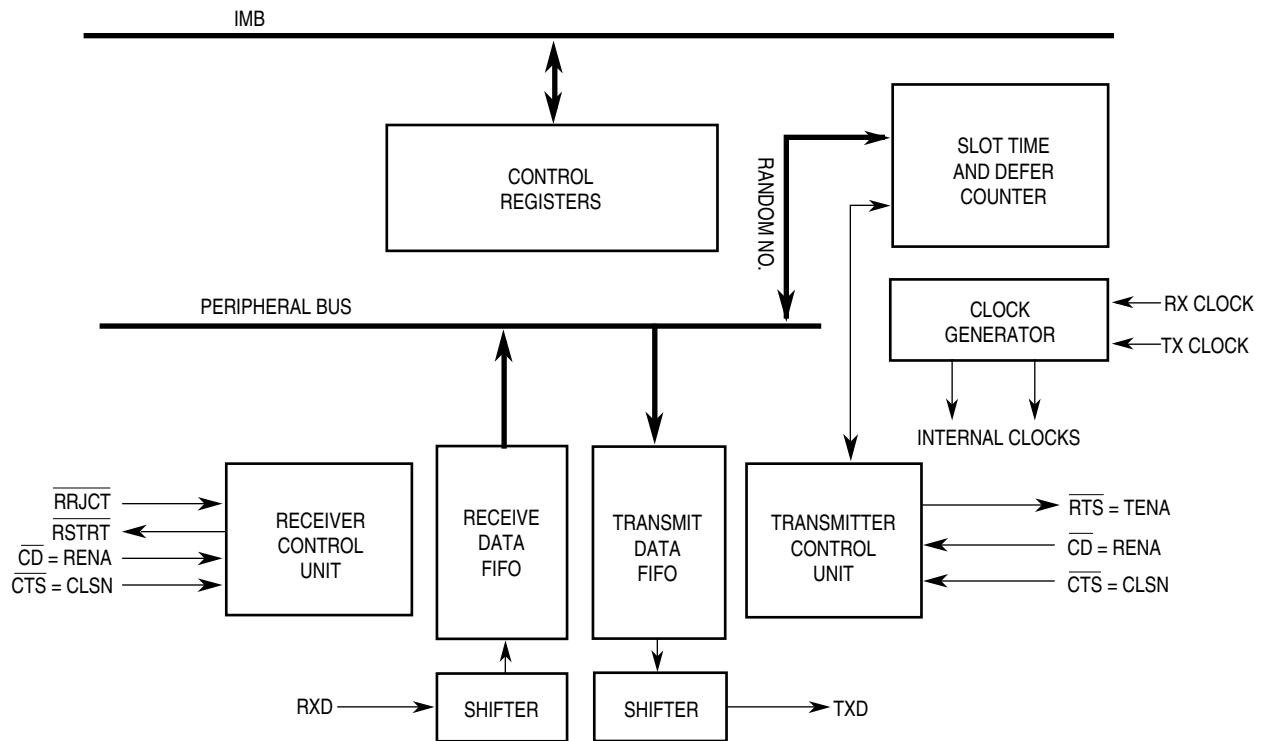 IMB
CONTROL
REGISTERS
RANDOM NO.
SLOT TIME
AND DEFER
COUNTER
PERIPHERAL BUS
CLOCK
GENERATOR
RX CLOCK
TX CLOCK
INTERNAL CLOCKS
RRJCT
RSTRT
CD = RENA
CTS = CLSN
RECEIVER
CONTROL
UNIT
RECEIVE
DATA
FIFO
TRANSMIT
DATA
FIFO
TRANSMITTER
CONTROL
UNIT
RTS = TENA
CD = RENA
CTS = CLSN
RXD
SHIFTER
SHIFTER
TXD